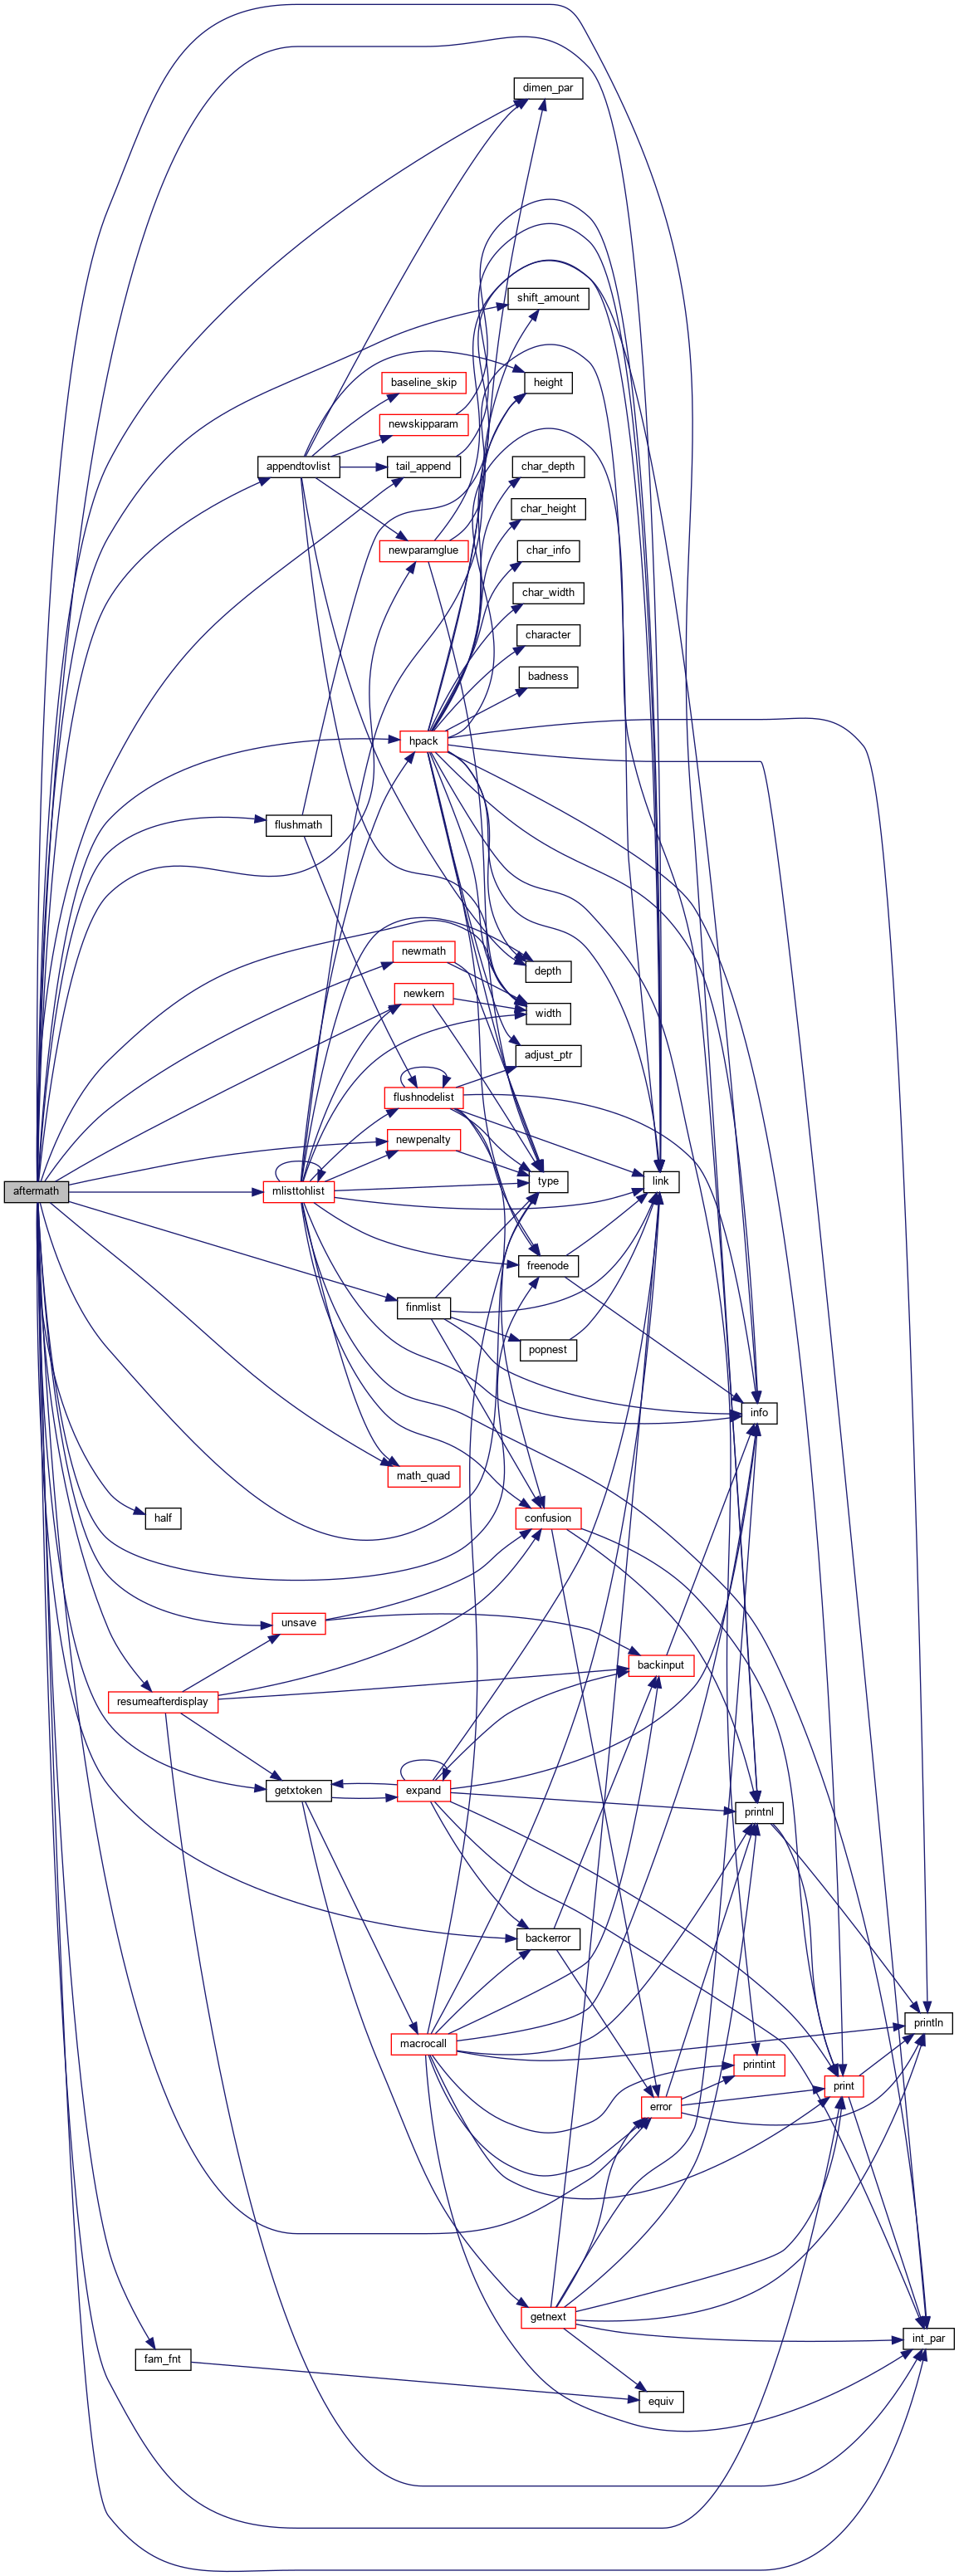 dimen_par
shift_amount
baseline_skip
height
newskipparam
appendtovlist
tail_append
char_depth
char_height
newparamglue
char_info
char_width
character
badness
hpack
flushmath
newmath
depth
newkern
width
adjust_ptr
flushnodelist
newpenalty
aftermath
mlisttohlist
type
link
freenode
finmlist
popnest
info
math_quad
half
confusion
unsave
backinput
resumeafterdisplay
getxtoken
expand
printnl
backerror
println
macrocall
printint
print
error
getnext
int_par
fam_fnt
equiv